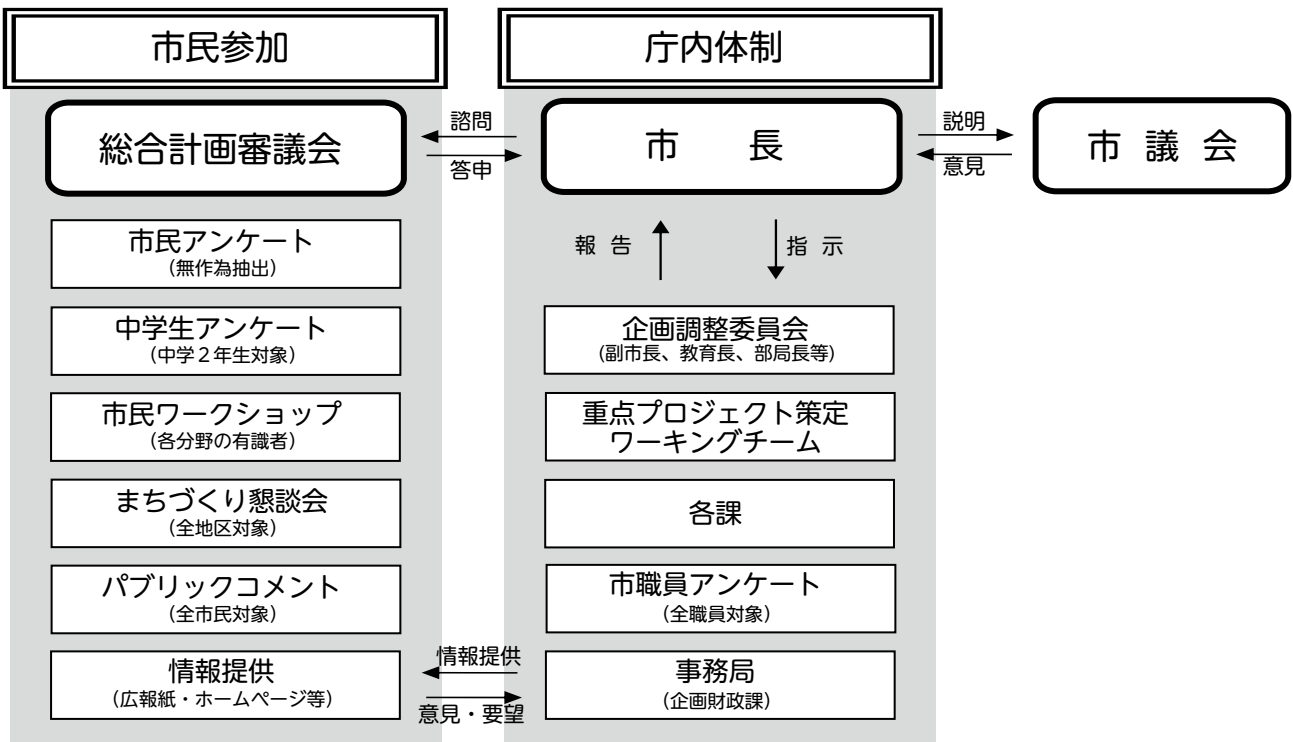 市民参加
庁内体制
総合計画審議会
諮問
答申
市　長
説明
意見
市 議 会
市民アンケート
(無作為抽出)
中学生アンケート
(中学２年生対象)
市民ワークショップ
(各分野の有識者)
まちづくり懇談会
(全地区対象)
パブリックコメント
(全市民対象)
情報提供
(広報紙・ホームページ等)
報 告
指 示
企画調整委員会
(副市長、教育長、部局長等)
重点プロジェクト策定
ワーキングチーム
各課
市職員アンケート
(全職員対象)
情報提供
意見・要望
事務局
(企画財政課)